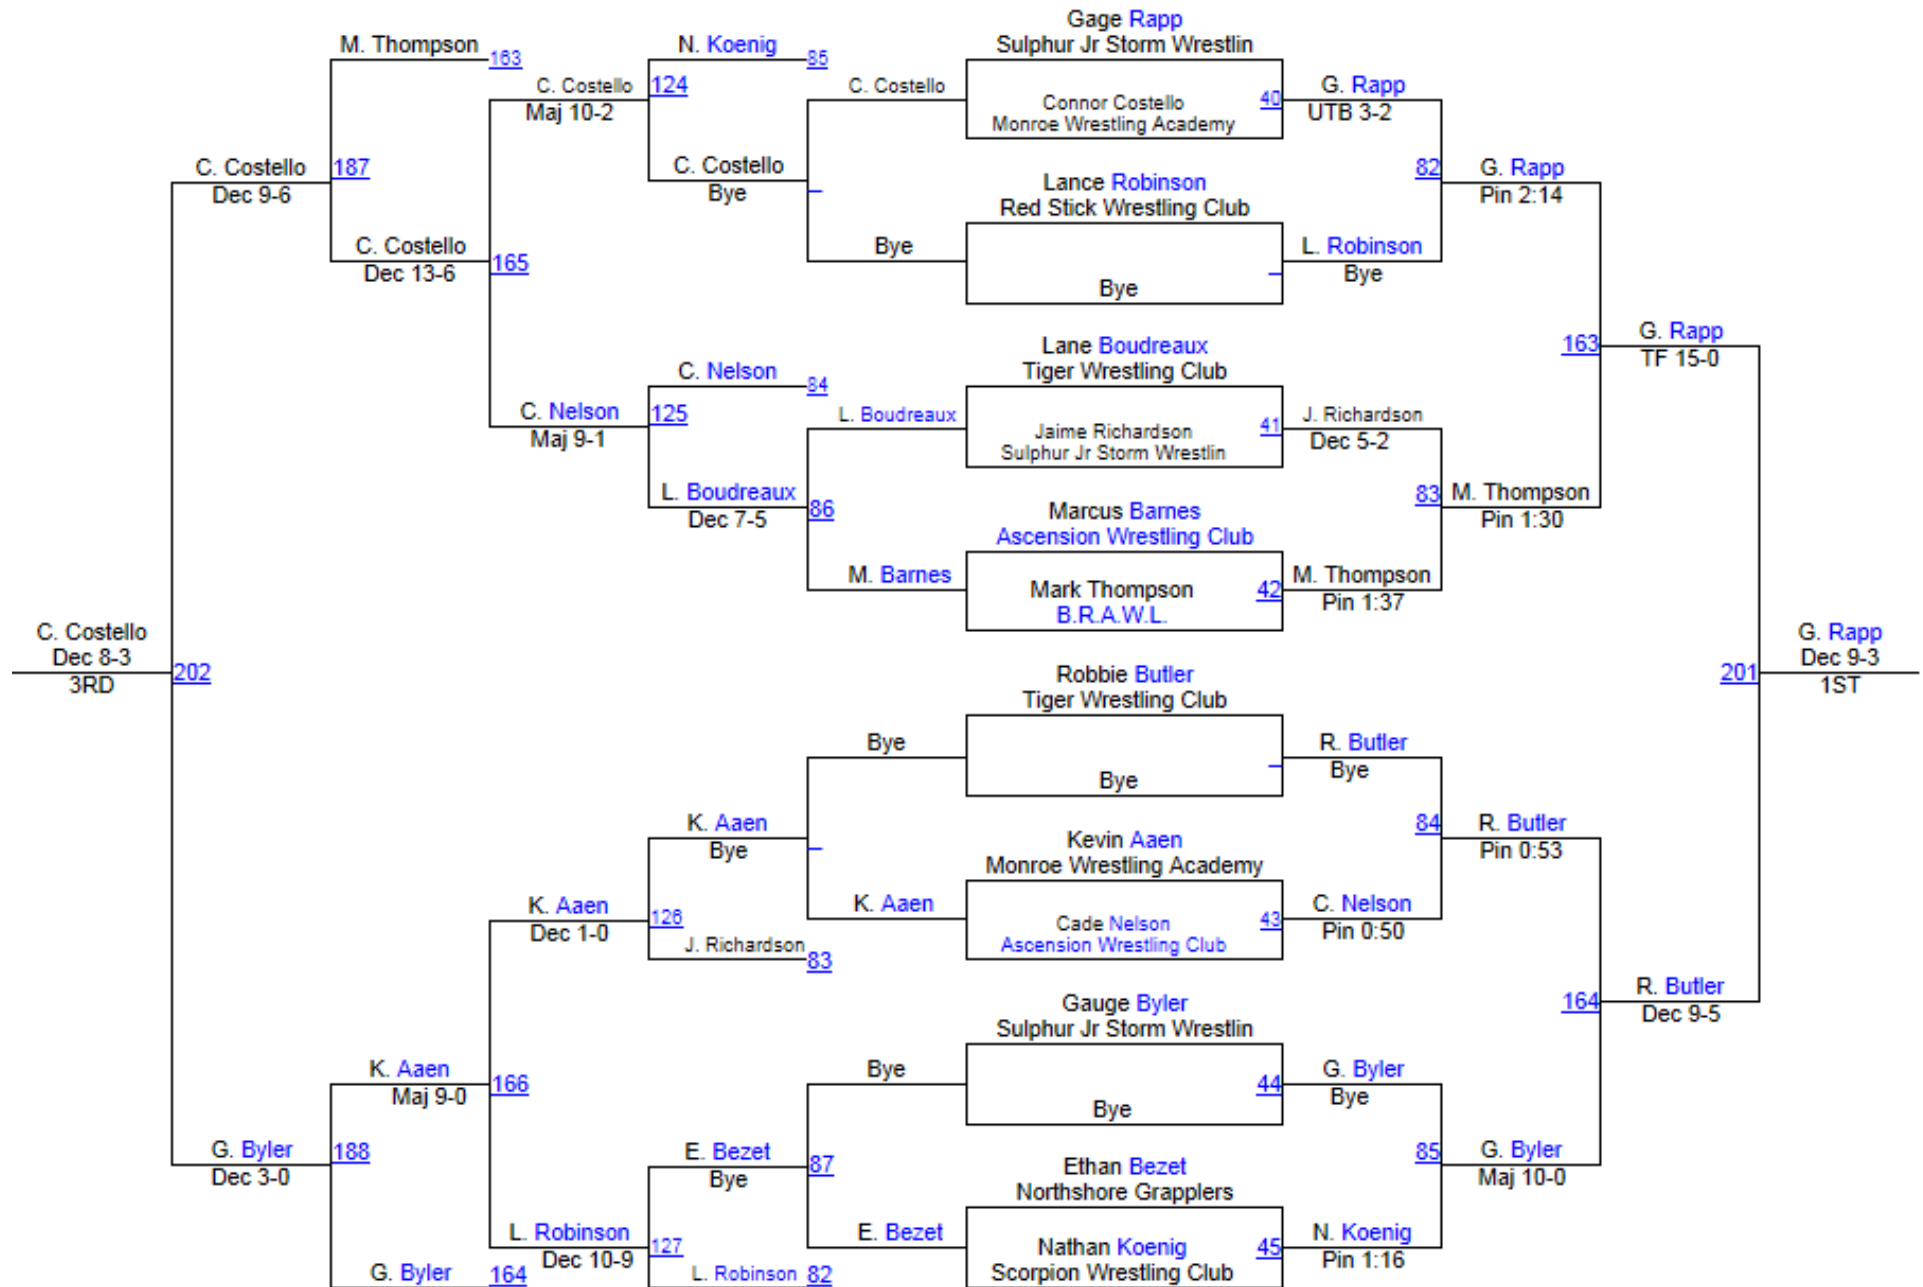 Gage Rapp
M. Thompson
163
N. Koenig
85
Sulphur Jr Storm Wrestlin
C. Costello
124
C. Costello
G. Rapp
Maj 10-2
Connor Costello
40
UTB 3-2
Monroe Wrestling Academy
C. Costello
187
C. Costello
82
G. Rapp
Dec 9-6
Bye
Lance Robinson
Pin 2:14
Red Stick Wrestling Club
C. Costello
165
Bye
L. Robinson
Dec 13-6
Bye
Bye
Lane Boudreaux
163
G. Rapp
C. Nelson
84
Tiger Wrestling Club
TF 15-0
C. Nelson
125
L. Boudreaux
41
J. Richardson
Maj 9-1
Jaime Richardson
Dec 5-2
Sulphur Jr Storm Wrestlin
L. Boudreaux
86
83
M. Thompson
Dec 7-5
Marcus Barnes
Pin 1:30
Ascension Wrestling Club
M. Barnes
Mark Thompson
42
M. Thompson
B.R.A.W.L.
Pin 1:37
C. Costello
G. Rapp
Dec 8-3
Dec 9-3
3RD
202
Robbie Butler
201
1ST
Tiger Wrestling Club
Bye
R. Butler
Bye
Bye
K. Aaen
84
R. Butler
Bye
Kevin Aaen
Pin 0:53
Monroe Wrestling Academy
K. Aaen
126
K. Aaen
Cade Nelson
43
C. Nelson
Dec 1-0
J. Richardson
83
Ascension Wrestling Club
Pin 0:50
Gauge Byler
164
R. Butler
Sulphur Jr Storm Wrestlin
Dec 9-5
K. Aaen
166
Bye
44
G. Byler
Maj 9-0
Bye
Bye
G. Byler
188
E. Bezet
87
85
G. Byler
Dec 3-0
Bye
Ethan Bezet
Maj 10-0
Northshore Grapplers
L. Robinson
127
E. Bezet
Nathan Koenig
45
N. Koenig
Dec 10-9
Scorpion Wrestling Club
Pin 1:16
G. Byler
164
L. Robinson
82